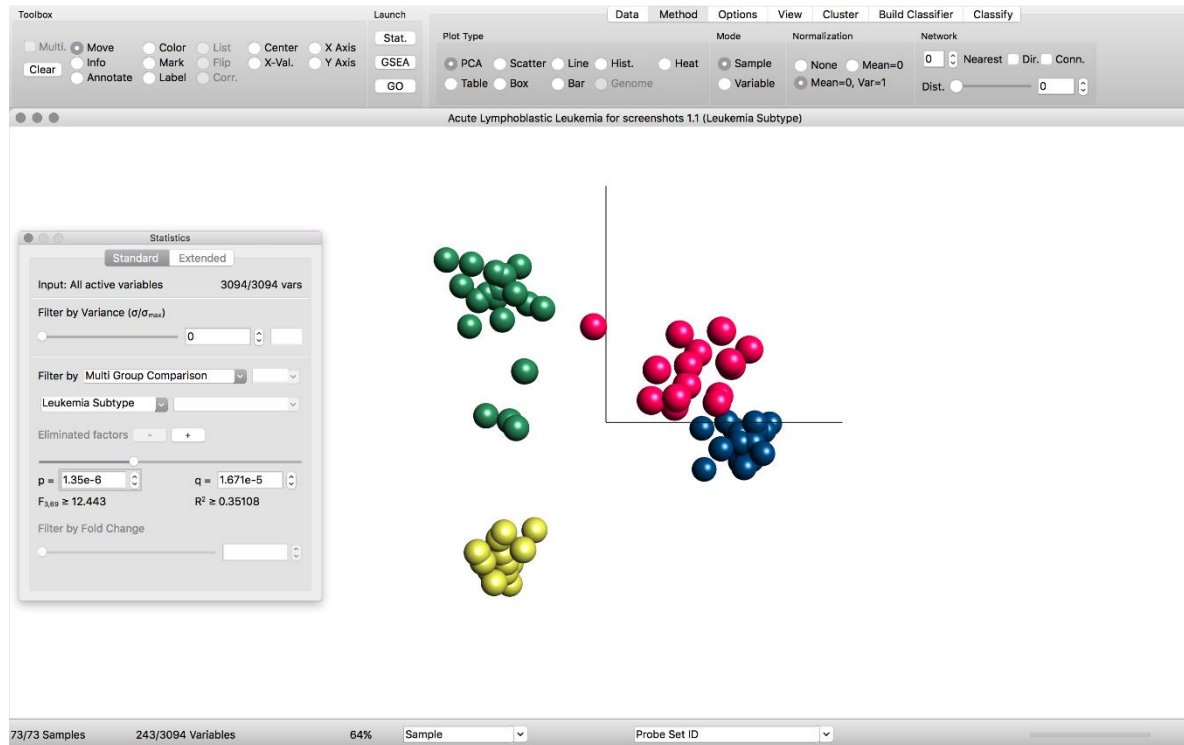 Toolbox
Launch
Data Method Options View Cluster Build Classifier Classify
Multi. Move Color List Center X Axis
Info Mark Flip X-Val. Y Axis
Clear Annotate Label Corr.
Stat.
GSEA
GO
Plot Type Mode Normalization Network
PCA Scatter Line Hist. Heat Sample None Mean=0 0 Nearest Dir. Conn.
Table Box Bar Genome Variable Mean=0, Var=1 Dist. 0
Acute Lymphoblastic Leukemia for screenshots 1.1 (Leukemia Subtype)
Statistics
Standard Extended
Input: All active variables 3094/3094 vars
Filter by Variance (σ/σmax)
0
Filter by Multi Group Comparison
Leukemia Subtype
Eliminated factors - +
p = 1.35e-6 q = 1.671e-5
F3,69 ≥ 12.443 R² ≥ 0.35108
Filter by Fold Change
73/73 Samples 243/3094 Variables 64% Sample Probe Set ID